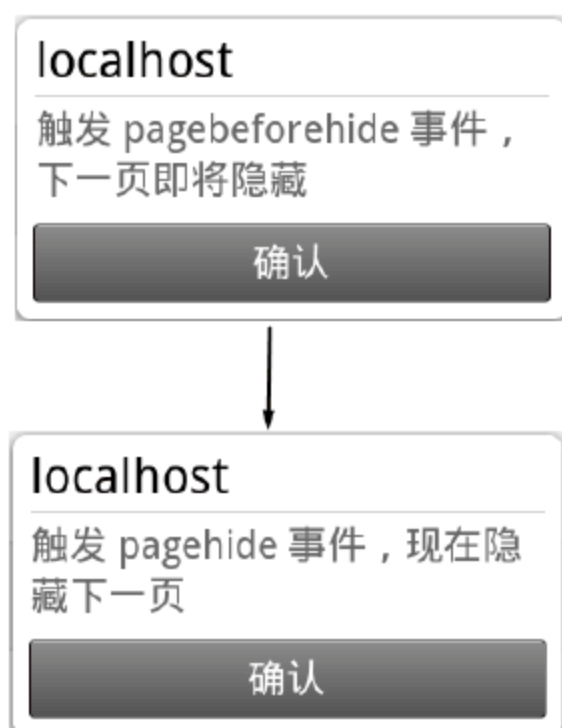 localhost
触发 pagebeforehide 事件，
下一页即将隐藏
确认
localhost
触发 pagehide 事件，现在隐
藏下一页
确认